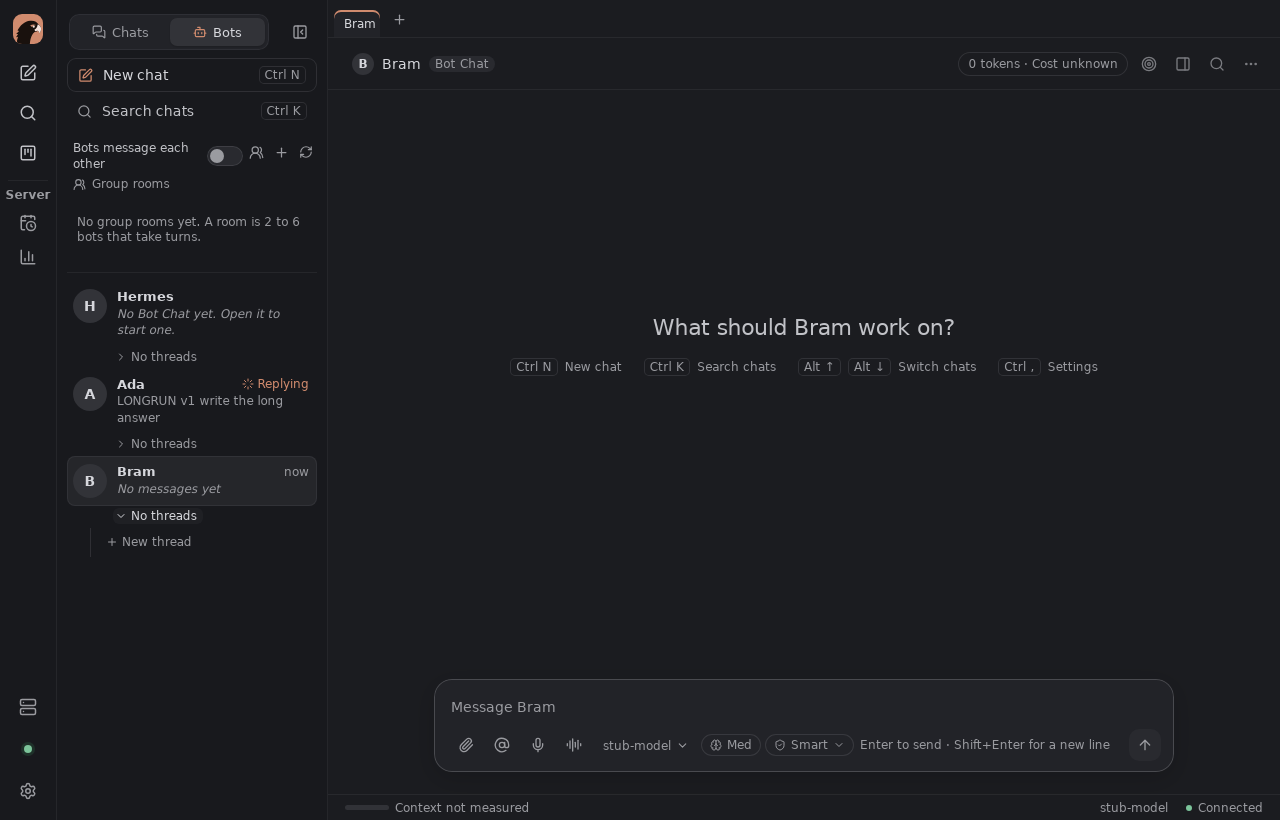 Chats
Bots
New chat
Ctrl N
Search chats
Ctrl K
Bots message each
other
Server
Group rooms
No group rooms yet. A room is 2 to 6
bots that take turns.
H
Hermes
No Bot Chat yet. Open it to
start one.
No threads
A
Ada
Replying
LONGRUN v1 write the long
answer
No threads
B
Bram
now
No messages yet
No threads
New thread
Bram
B
Bram
Bot Chat
0 tokens · Cost unknown
What should Bram work on?
Ctrl N New chat Ctrl K Search chats Alt ↑ Alt ↓ Switch chats Ctrl , Settings
Message Bram
stub-model
Med
Smart
Enter to send · Shift+Enter for a new line
Context not measured
stub-model
Connected